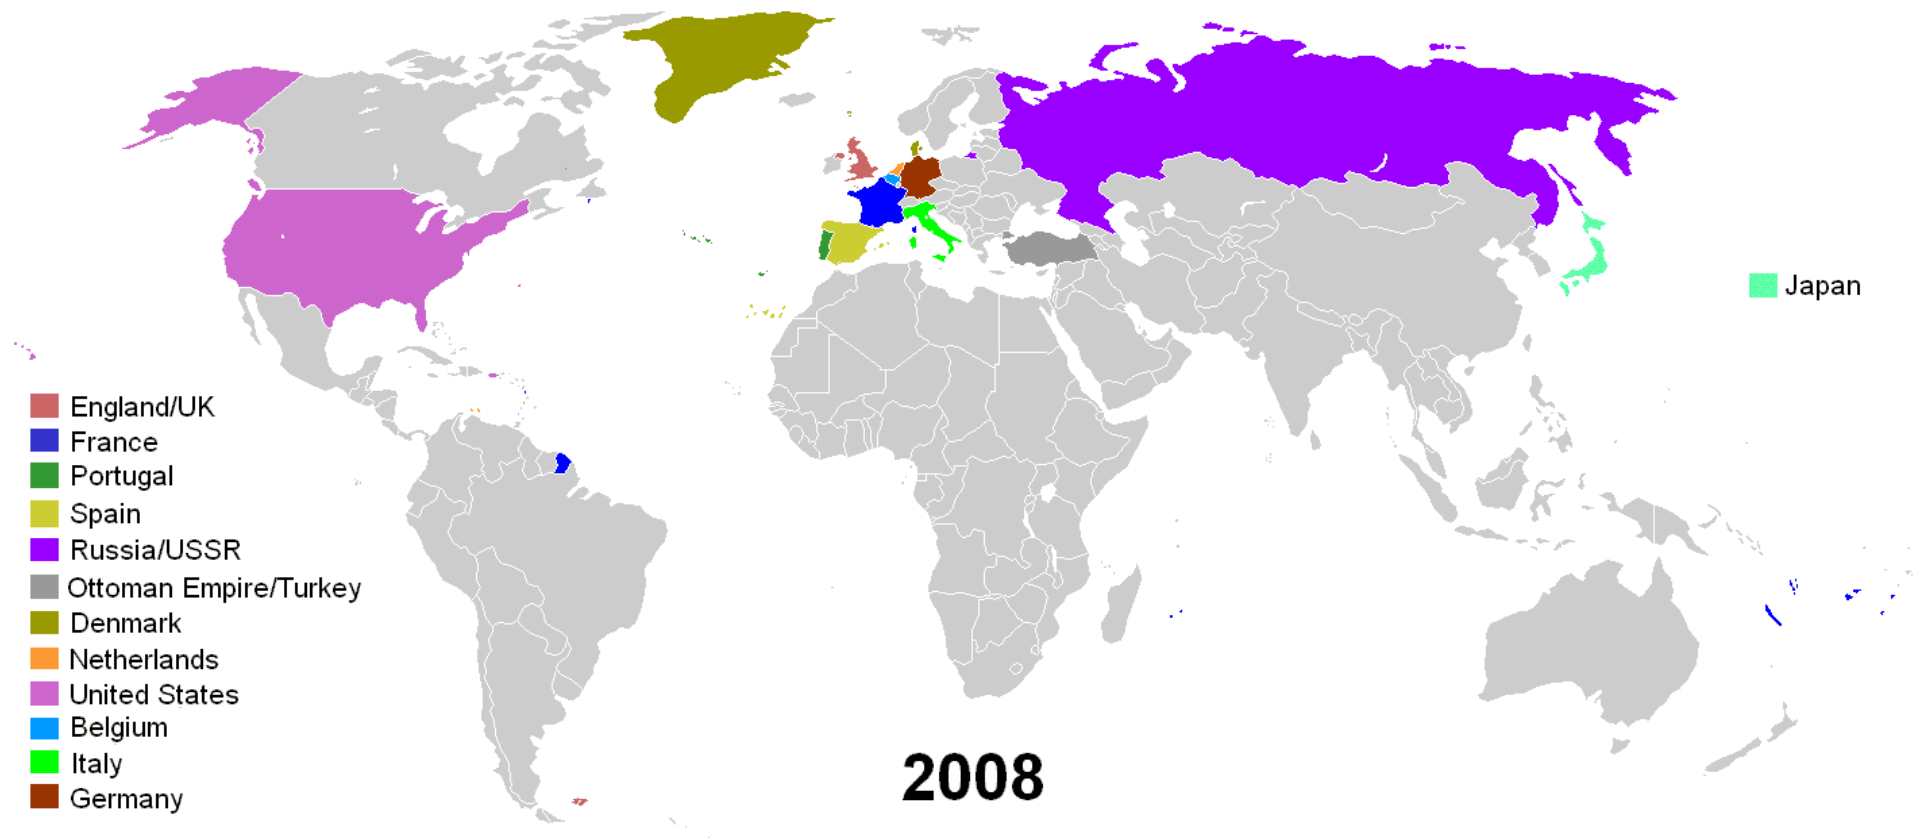 Japan
England/UK
France
Portugal
Spain
Russia/USSR
Ottoman Empire/Turkey
Denmark
Netherlands
United States
Belgium
Italy
Germany
2008